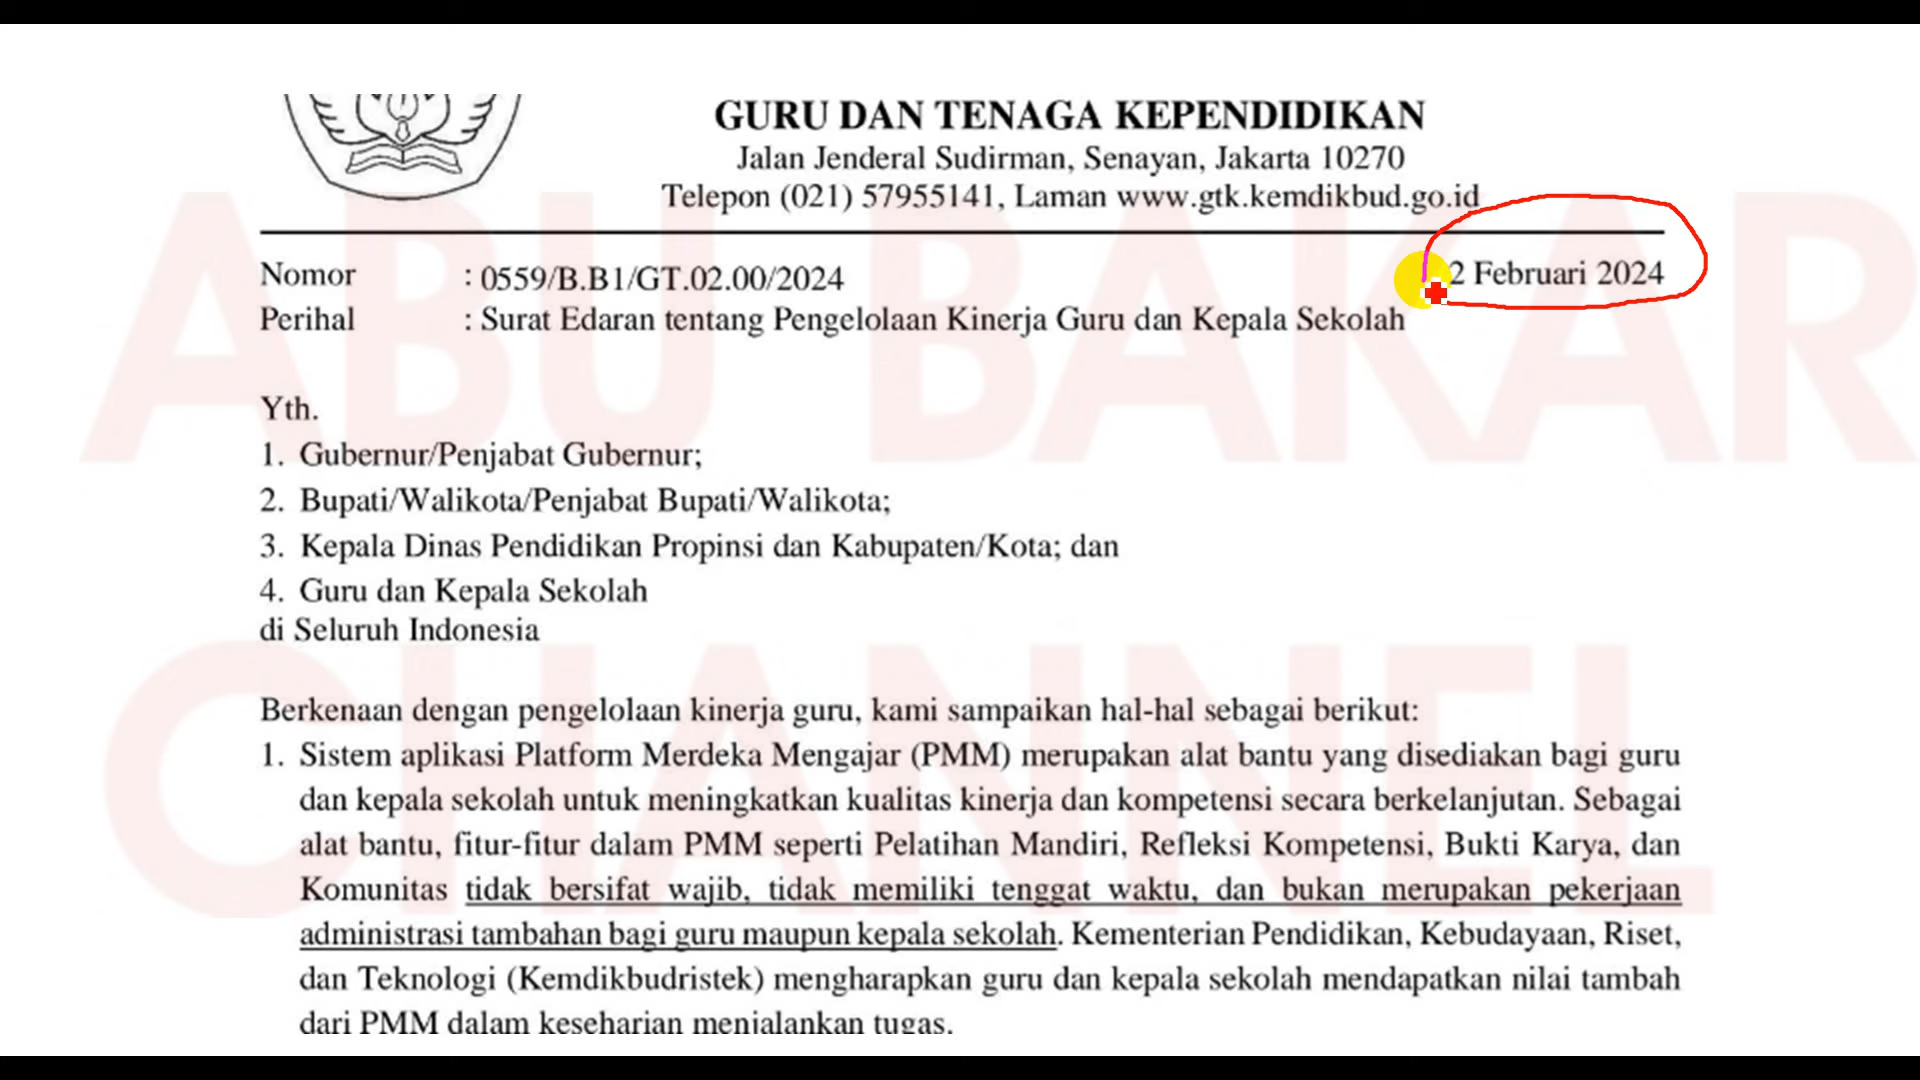 GURU DAN TENAGA KEPENDIDIKAN
Jalan Jenderal Sudirman, Senayan, Jakarta 10270
Telepon (021) 57955141, Laman www.gtk.kemdikbud.go.id
Nomor : 0559/B.B1/GT.02.00/2024 2 Februari 2024
Perihal : Surat Edaran tentang Pengelolaan Kinerja Guru dan Kepala Sekolah
Yth.
1. Gubernur/Penjabat Gubernur;
2. Bupati/Walikota/Penjabat Bupati/Walikota;
3. Kepala Dinas Pendidikan Propinsi dan Kabupaten/Kota; dan
4. Guru dan Kepala Sekolah
di Seluruh Indonesia
Berkenaan dengan pengelolaan kinerja guru, kami sampaikan hal-hal sebagai berikut:
1. Sistem aplikasi Platform Merdeka Mengajar (PMM) merupakan alat bantu yang disediakan bagi guru
dan kepala sekolah untuk meningkatkan kualitas kinerja dan kompetensi secara berkelanjutan. Sebagai
alat bantu, fitur-fitur dalam PMM seperti Pelatihan Mandiri, Refleksi Kompetensi, Bukti Karya, dan
Komunitas tidak bersifat wajib, tidak memiliki tenggat waktu, dan bukan merupakan pekerjaan
administrasi tambahan bagi guru maupun kepala sekolah. Kementerian Pendidikan, Kebudayaan, Riset,
dan Teknologi (Kemdikbudristek) mengharapkan guru dan kepala sekolah mendapatkan nilai tambah
dari PMM dalam keseharian menjalankan tugas.
ABU BAKAR
CHANNEL